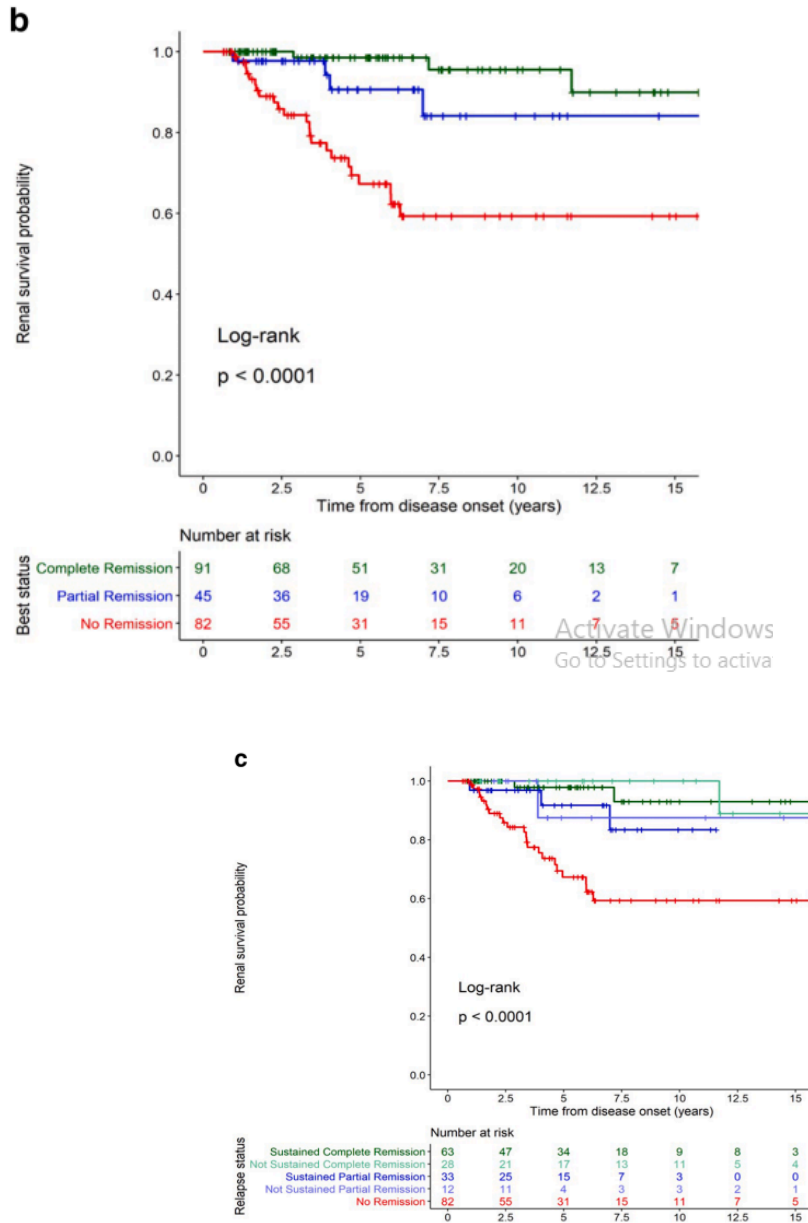 b
1.0
0.8
0.6
0.4
0.2
0.0
Renal survival probability
Log-rank
p < 0.0001
0 2.5 5 7.5 10 12.5 15
Time from disease onset (years)
Number at risk
Best status
Complete Remission 91 68 51 31 20 13 7
Partial Remission 45 36 19 10 6 2 1
No Remission 82 55 31 15 11 7 5
0 2.5 5 7.5 10 12.5 15
Activate Windows
Go to Settings to activa
c
1.0
0.8
0.6
0.4
0.2
0.0
Renal survival probability
Log-rank
p < 0.0001
0 2.5 5 7.5 10 12.5 15
Time from disease onset (years)
Number at risk
Relapse status
Sustained Complete Remission 63 47 34 18 9 8 3
Not Sustained Complete Remission 28 21 17 13 11 5 4
Sustained Partial Remission 33 25 15 7 3 0 0
Not Sustained Partial Remission 12 11 4 3 3 2 1
No Remission 82 55 31 15 11 7 5
0 2.5 5 7.5 10 12.5 15